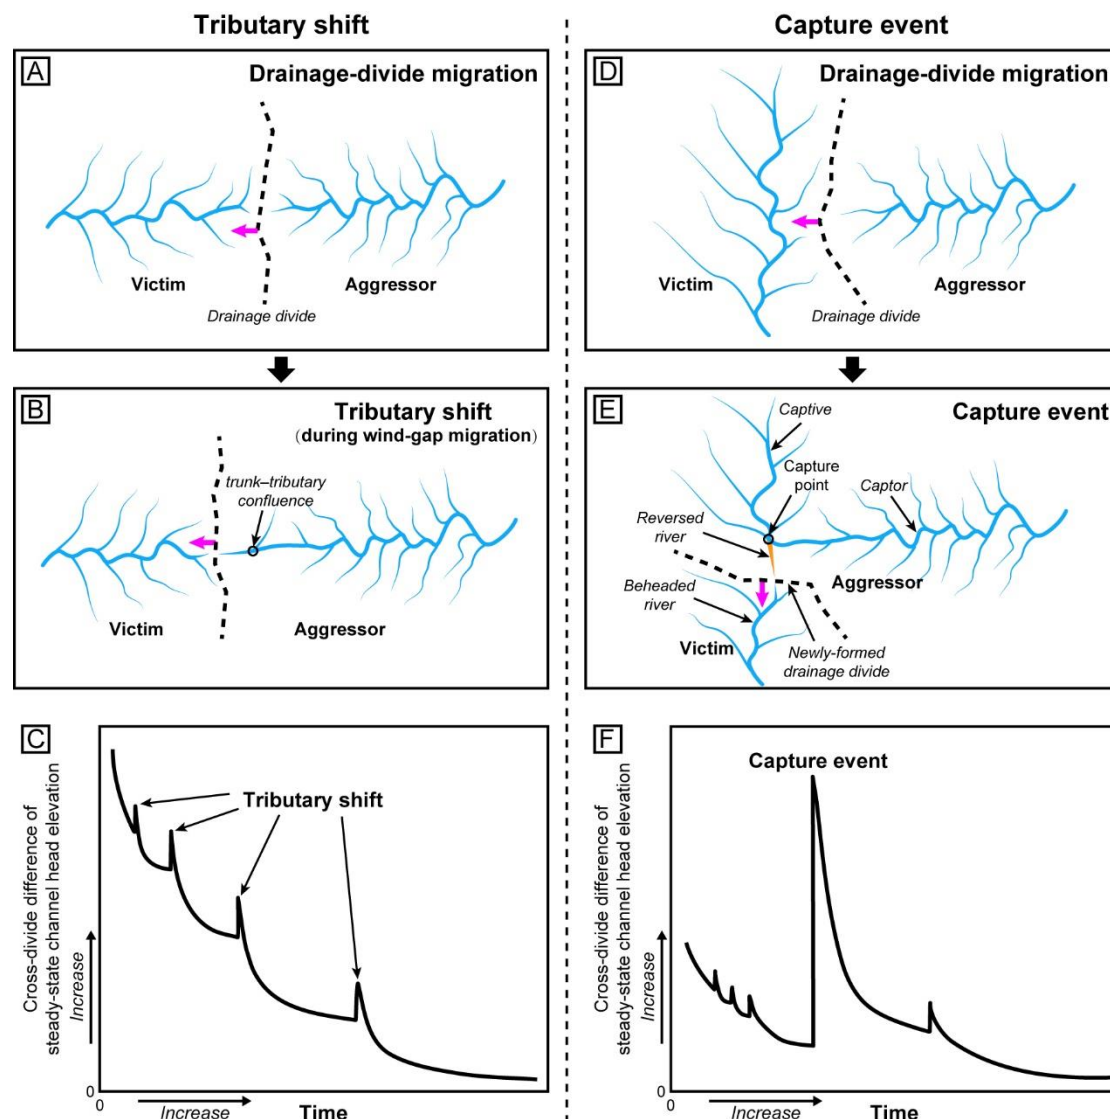 Tributary shift
A
Drainage-divide migration
Victim
Aggressor
Drainage divide
B
Tributary shift
(during wind-gap migration)
trunk–tributary
confluence
Victim
Aggressor
C
Cross-divide difference of
steady-state channel head elevation
Increase
Tributary shift
0
0
Increase
Time
Capture event
D
Drainage-divide migration
Victim
Aggressor
Drainage divide
E
Capture event
Captive
Capture
point
Captor
Reversed
river
Aggressor
Beheaded
river
Victim
Newly-formed
drainage divide
F
Cross-divide difference of
steady-state channel head elevation
Increase
Capture event
0
0
Increase
Time